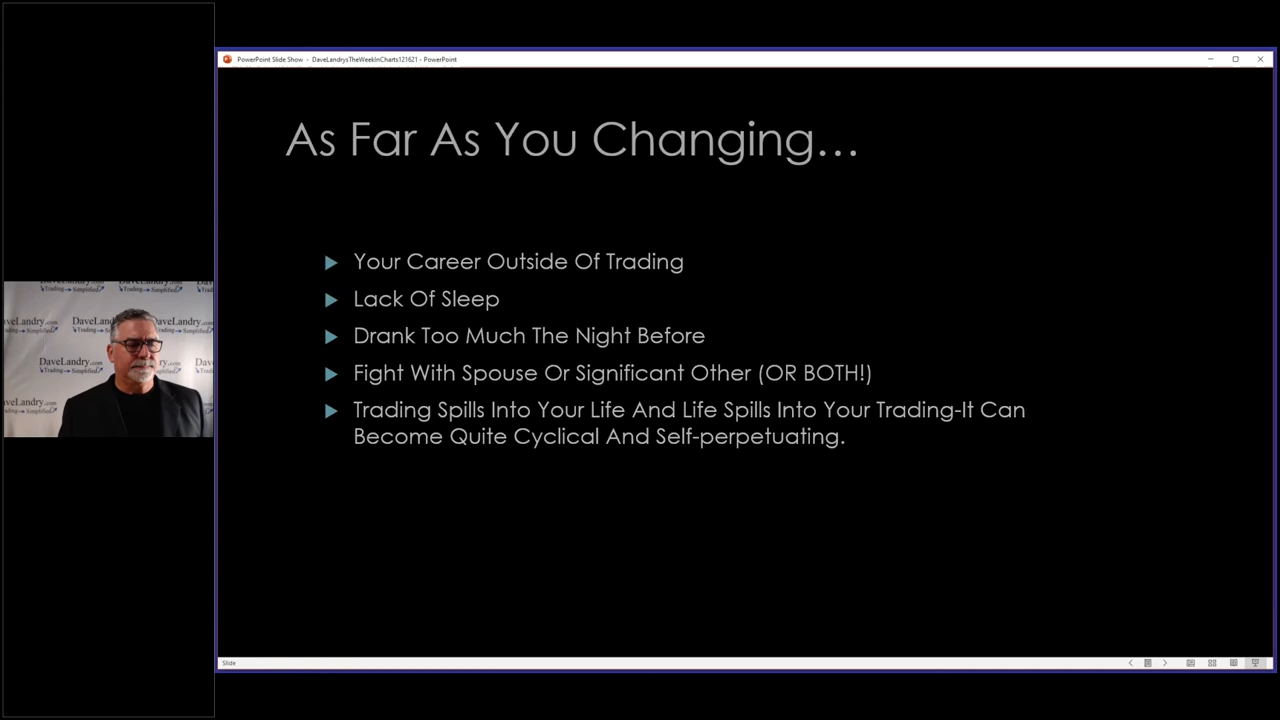 PowerPoint Slide Show - DaveLandrysTheWeekInCharts121621 - PowerPoint
As Far As You Changing…
Your Career Outside Of Trading
Lack Of Sleep
Drank Too Much The Night Before
Fight With Spouse Or Significant Other (OR BOTH!)
Trading Spills Into Your Life And Life Spills Into Your Trading-It Can
Become Quite Cyclical And Self-perpetuating.
DaveLandry.com
Trading Simplified
Slide